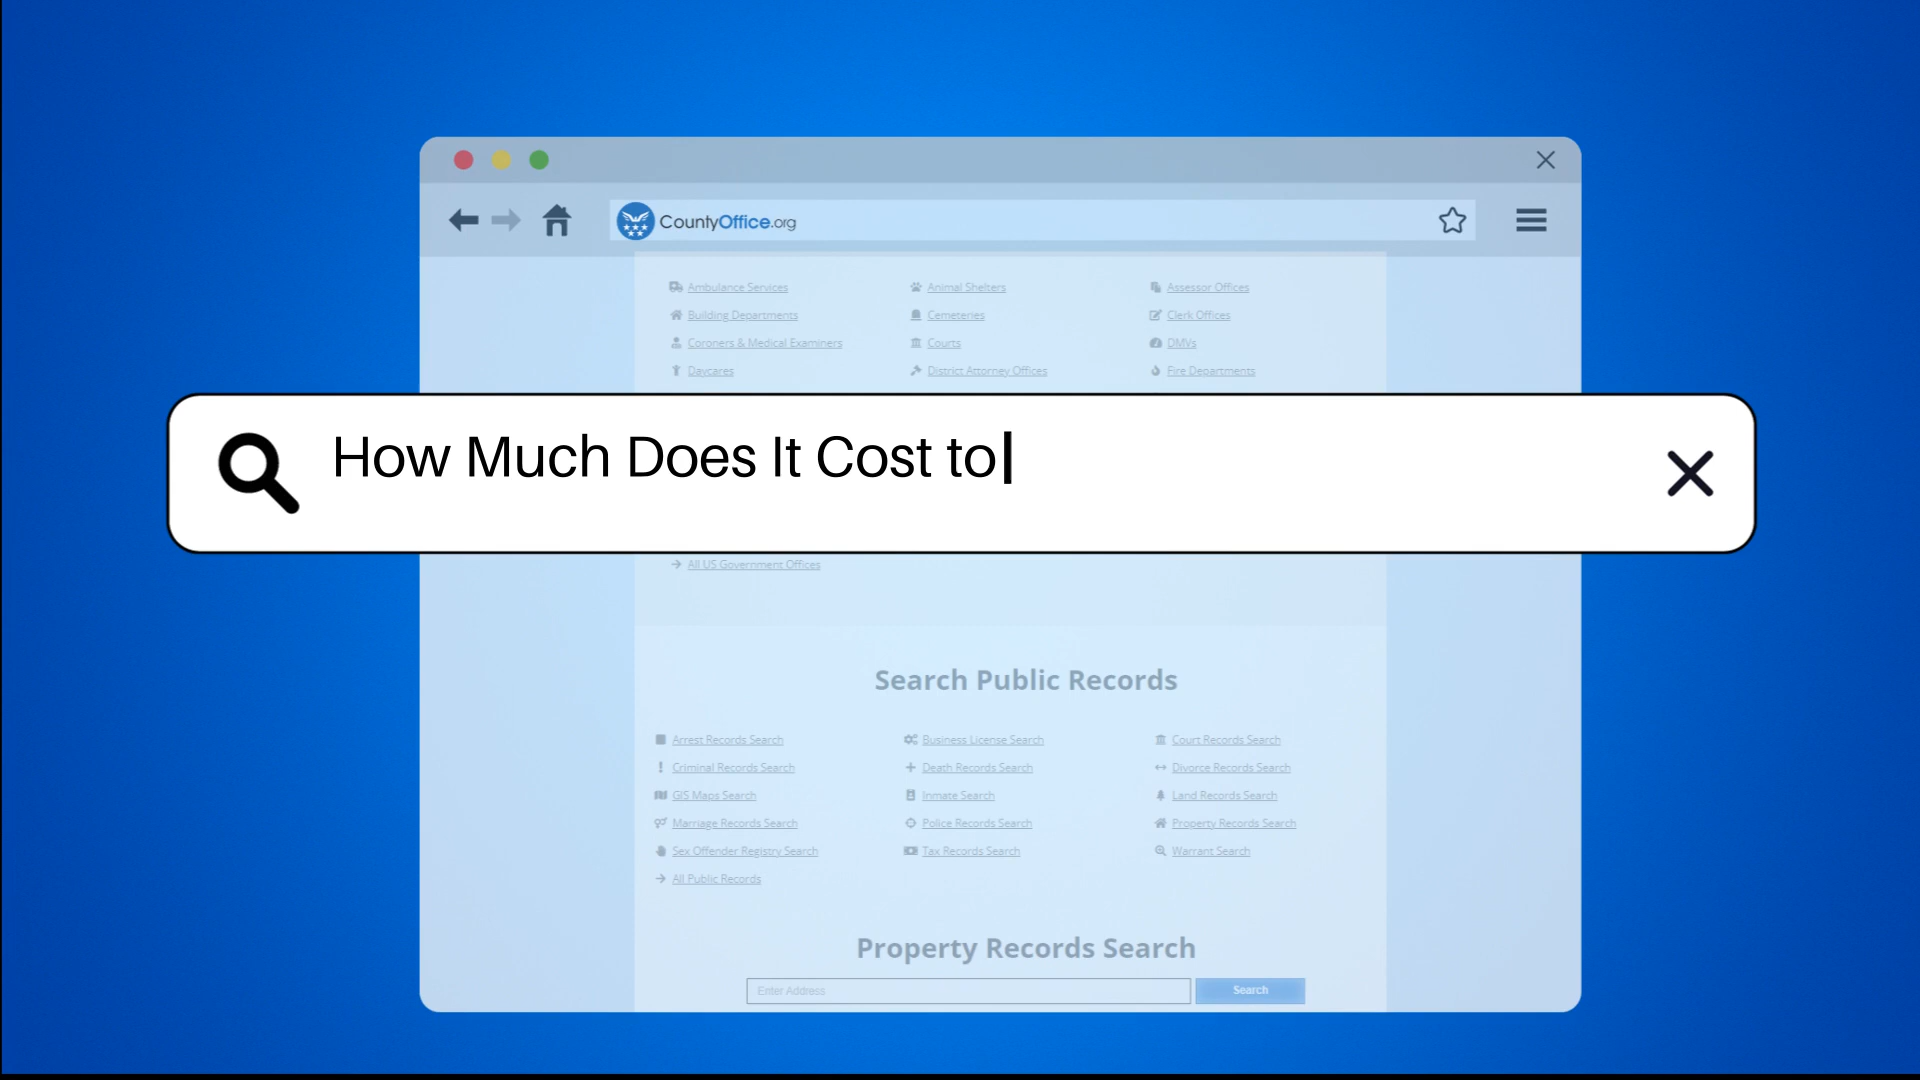 CountyOffice.org
Ambulance Services Animal Shelters Assessor Offices
Building Departments Cemeteries Clerk Offices
Coroners & Medical Examiners Courts DMVs
Daycares District Attorney Offices Fire Departments
How Much Does It Cost to
All US Government Offices
Search Public Records
Arrest Records Search Business License Search Court Records Search
Criminal Records Search Death Records Search Divorce Records Search
GIS Maps Search Inmate Search Land Records Search
Marriage Records Search Police Records Search Property Records Search
Sex Offender Registry Search Tax Records Search Warrant Search
All Public Records
Property Records Search
Enter Address Search